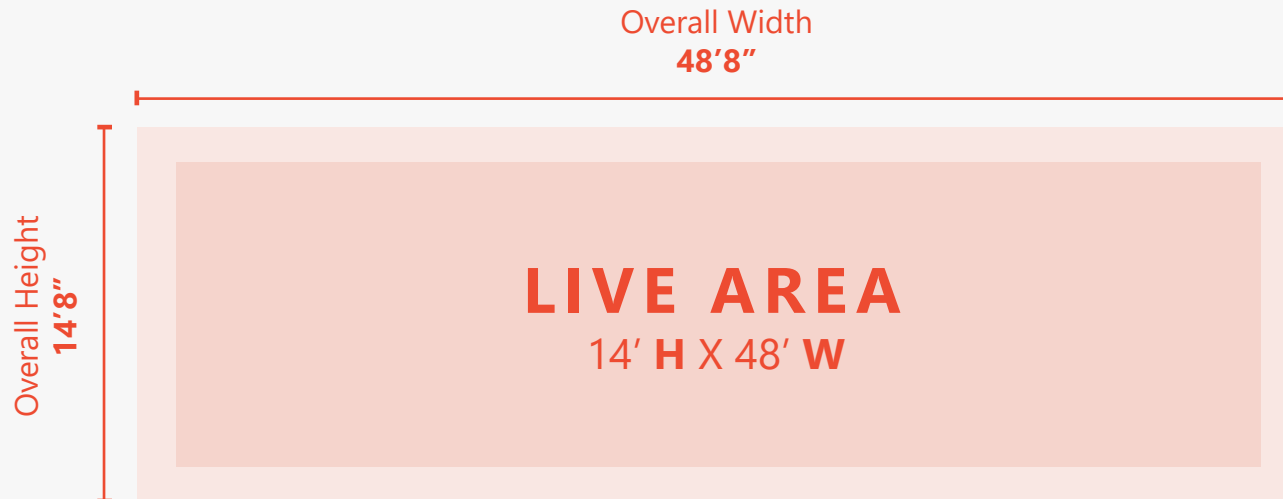 Overall Width
48’8”
Overall Height
14’8”
LIVE AREA
14’ H X 48’ W